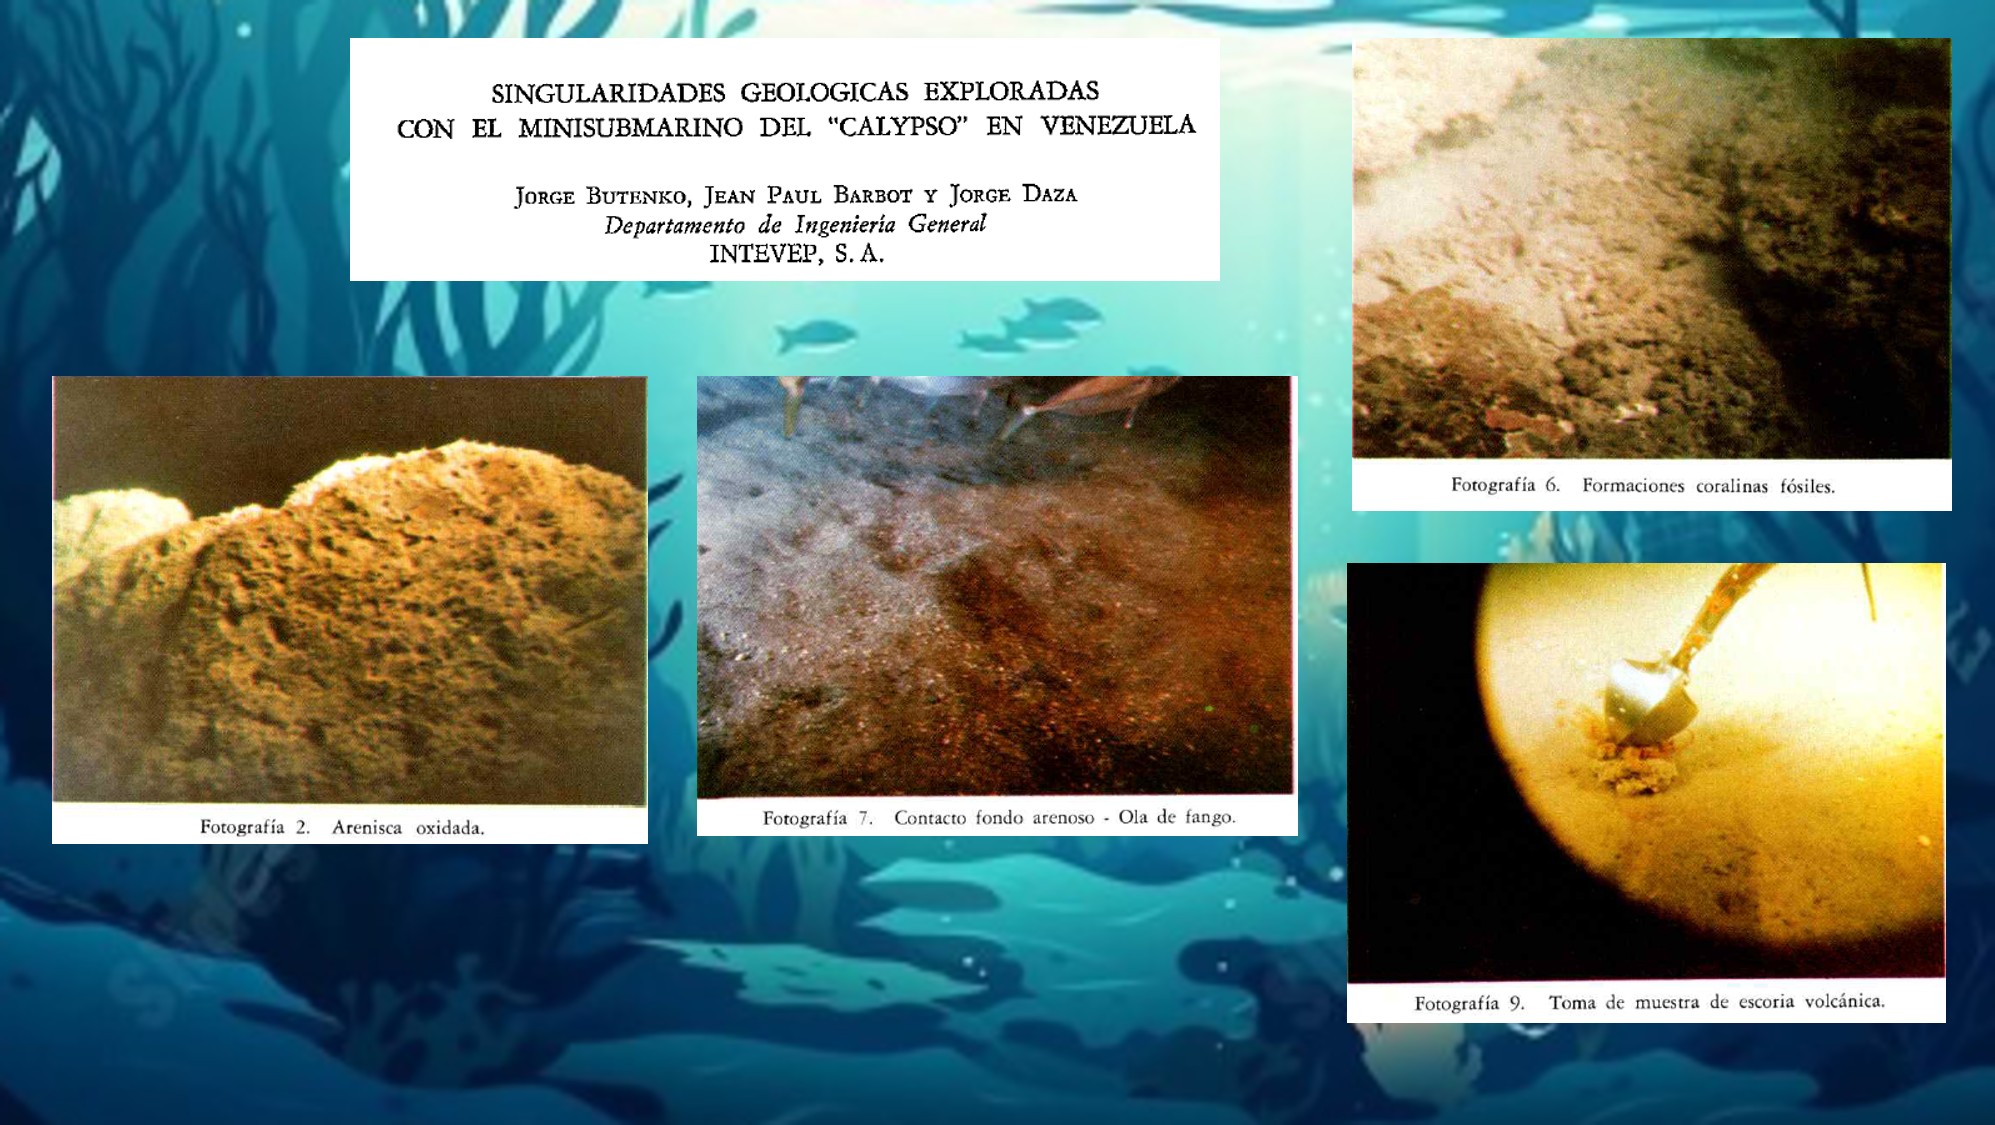 SINGULARIDADES GEOLOGICAS EXPLORADAS
CON EL MINISUBMARINO DEL "CALYPSO" EN VENEZUELA
JORGE BUTENKO, JEAN PAUL BARBOT Y JORGE DAZA
Departamento de Ingeniería General
INTEVEP, S. A.
Fotografía 6. Formaciones coralinas fósiles.
Fotografía 2. Arenisca oxidada.
Fotografía 7. Contacto fondo arenoso - Ola de fango.
Fotografía 9. Toma de muestra de escoria volcánica.